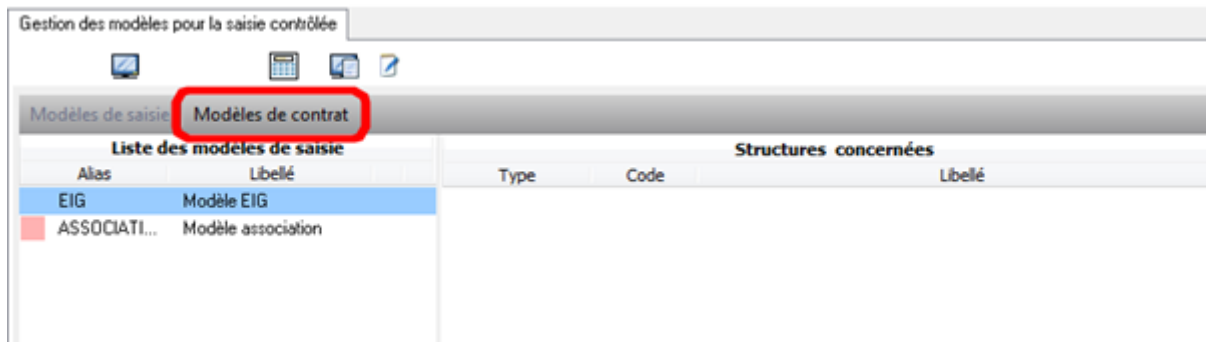 Gestion des modèles pour la saisie contrôlée
Modèles de saisie Modèles de contrat
Liste des modèles de saisie Structures concernées
Alias Libellé Type Code Libellé
EIG Modèle EIG
ASSOCIATI... Modèle association